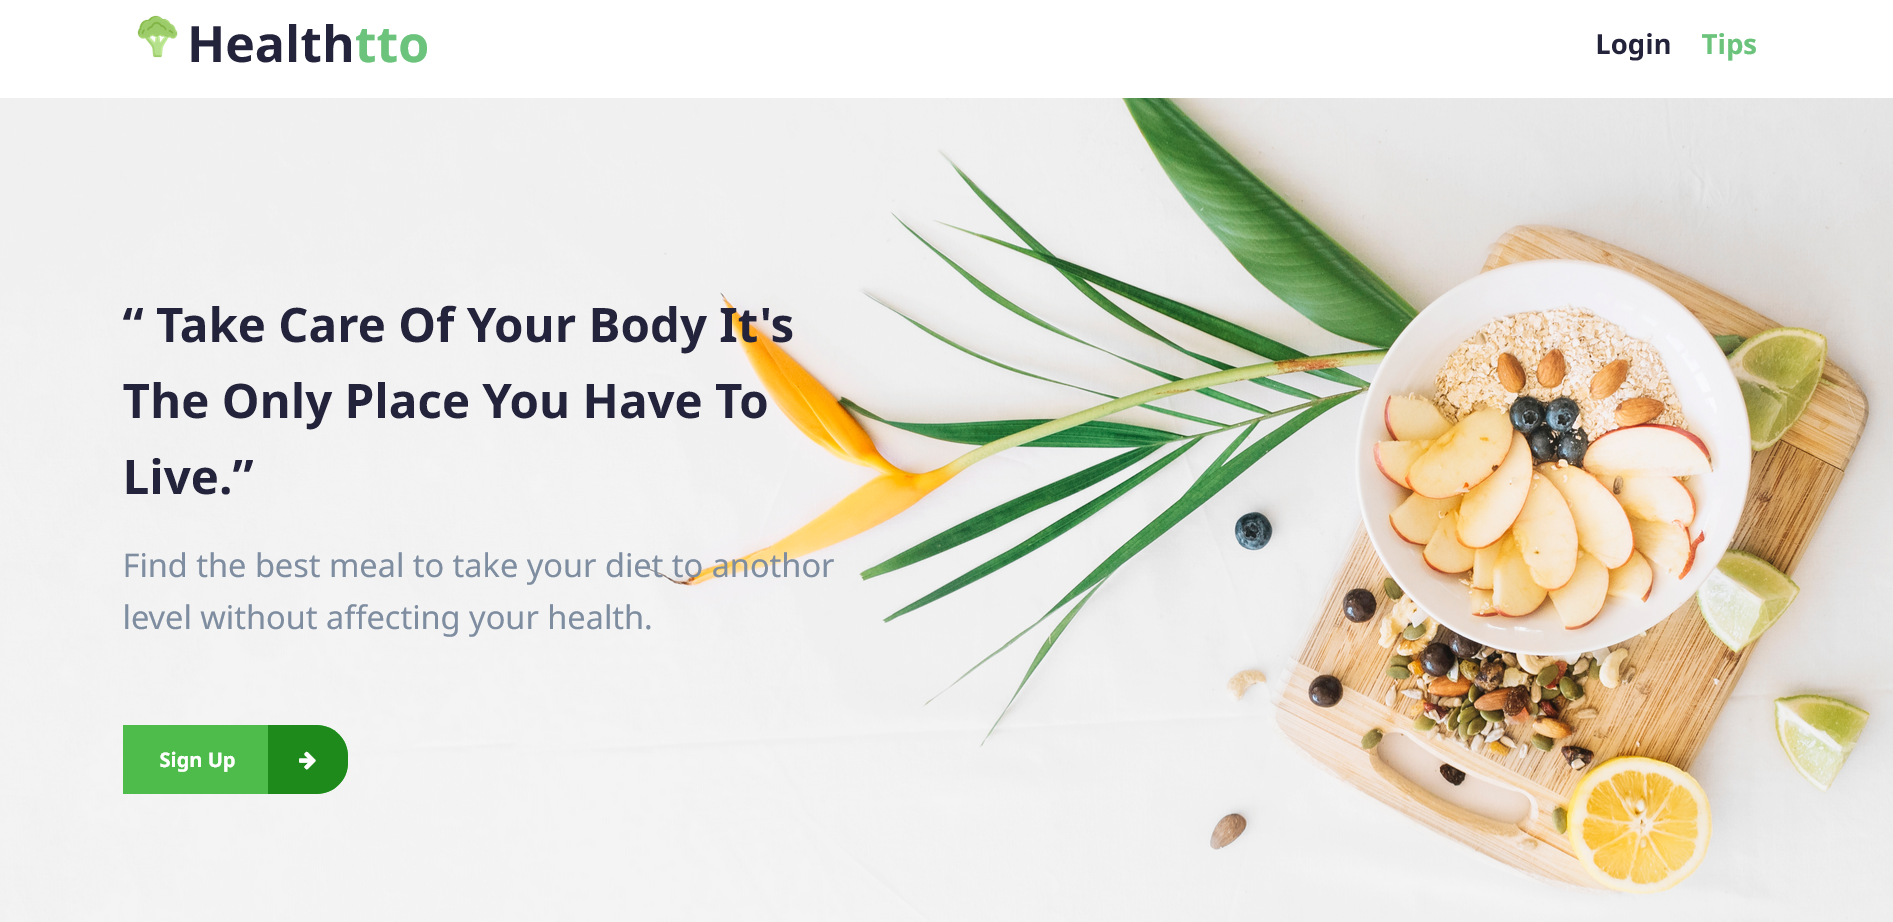 Healthtto
Login Tips
“ Take Care Of Your Body It's
The Only Place You Have To
Live.”
Find the best meal to take your diet to anothor
level without affecting your health.
Sign Up